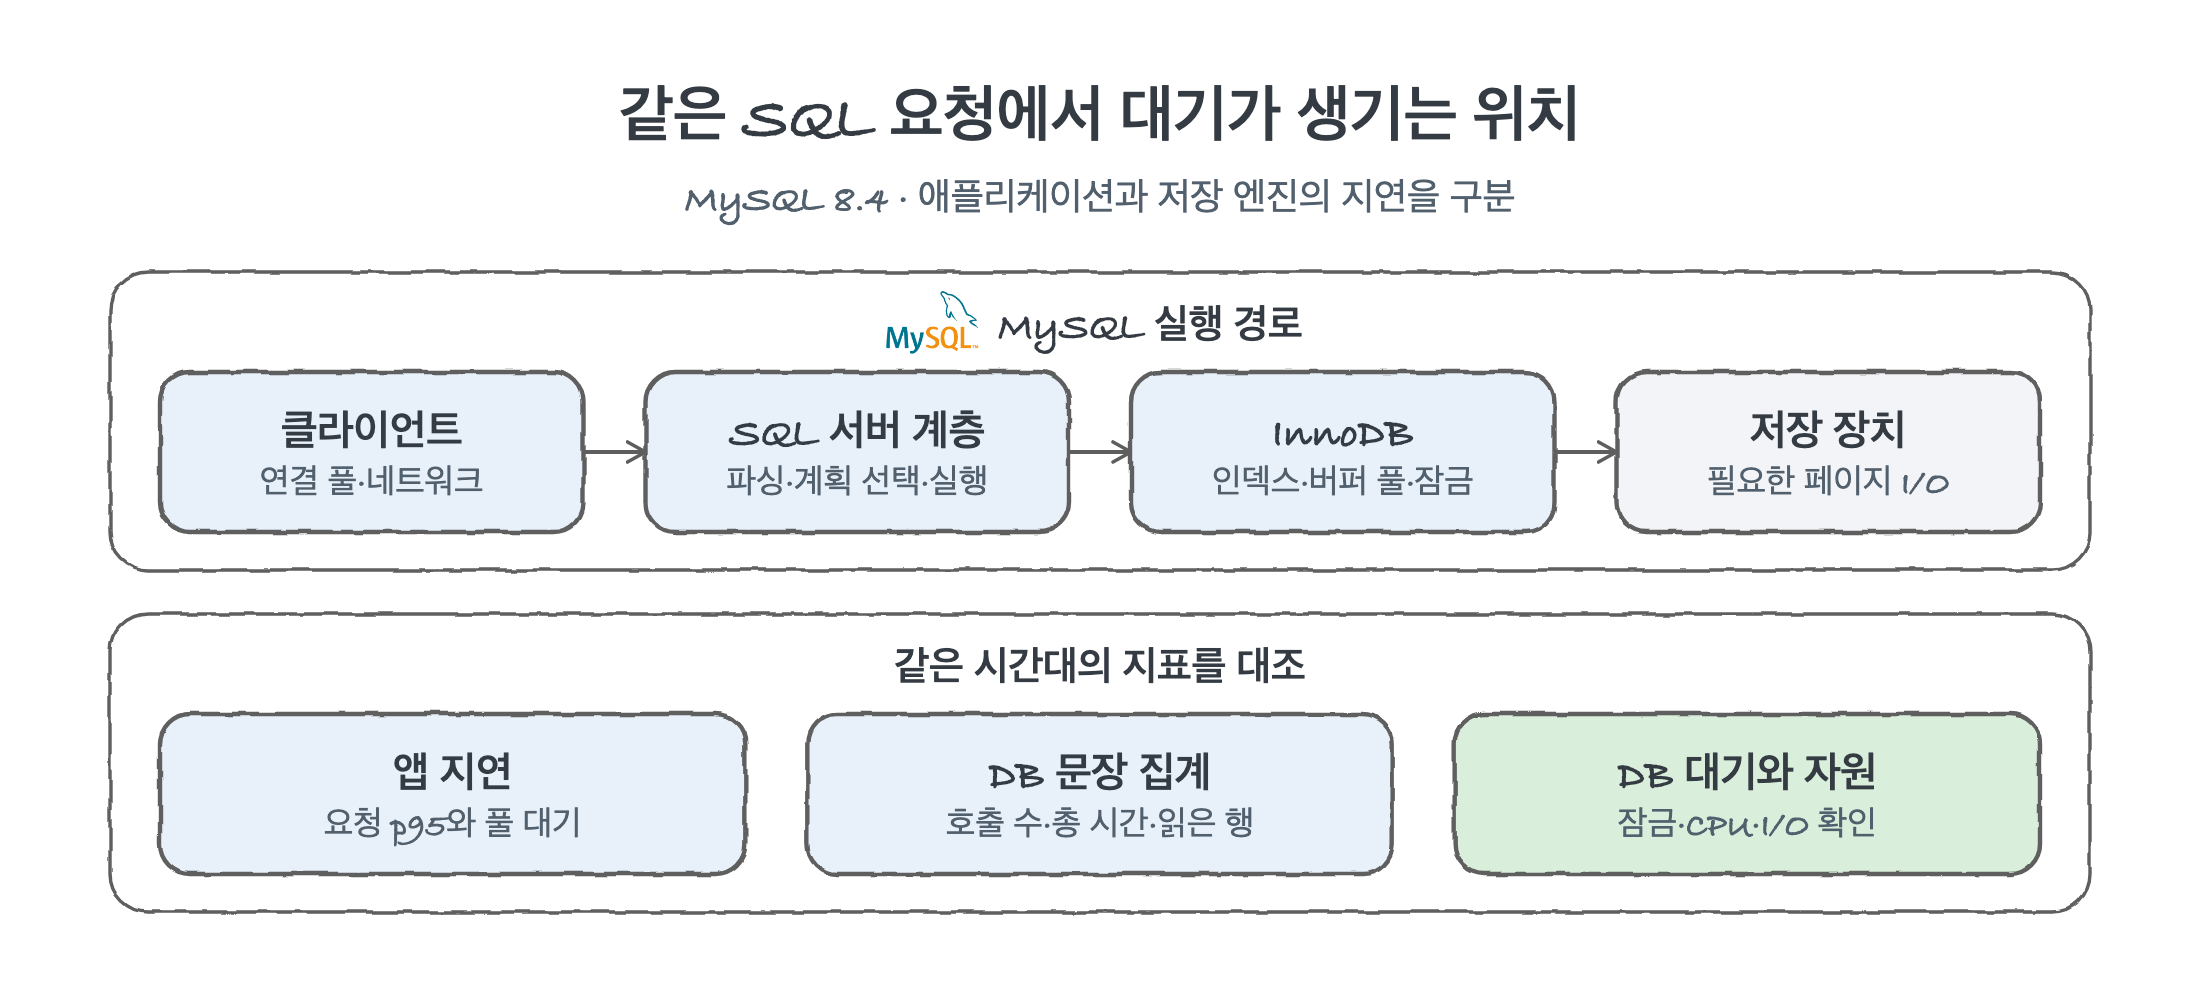 같은 SQL 요청에서 대기가 생기는 위치
MySQL 8.4 · 애플리케이션과 저장 엔진의 지연을 구분
MySQL™ MySQL 실행 경로
클라이언트
연결 풀·네트워크
SQL 서버 계층
파싱·계획 선택·실행
InnoDB
인덱스·버퍼 풀·잠금
저장 장치
필요한 페이지 I/O
같은 시간대의 지표를 대조
앱 지연
요청 p95와 풀 대기
DB 문장 집계
호출 수·총 시간·읽은 행
DB 대기와 자원
잠금·CPU·I/O 확인